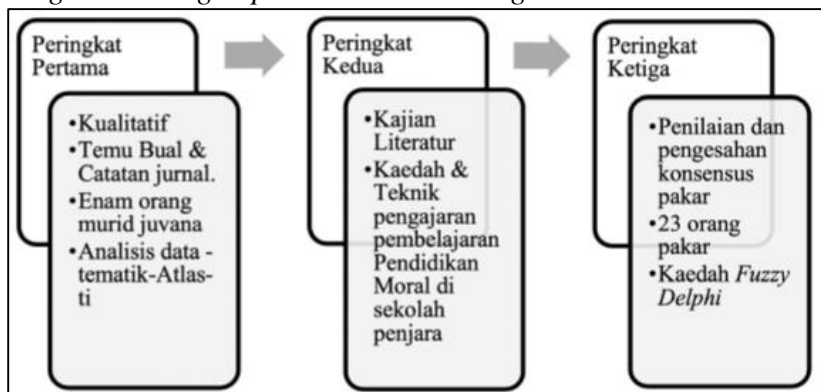 Peringkat
Pertama
•Kualitatif
•Temu Bual &
Catatan jurnal.
•Enam orang
murid juvana
•Analisis data -
tematik-Atlas-
ti
Peringkat
Kedua
•Kajian
Literatur
•Kaedah &
Teknik
pengajaran
pembelajaran
Pendidikan
Moral di
sekolah
penjara
Peringkat
Ketiga
•Penilaian dan
pengesahan
konsensus
pakar
•23 orang
pakar
•Kaedah Fuzzy
Delphi